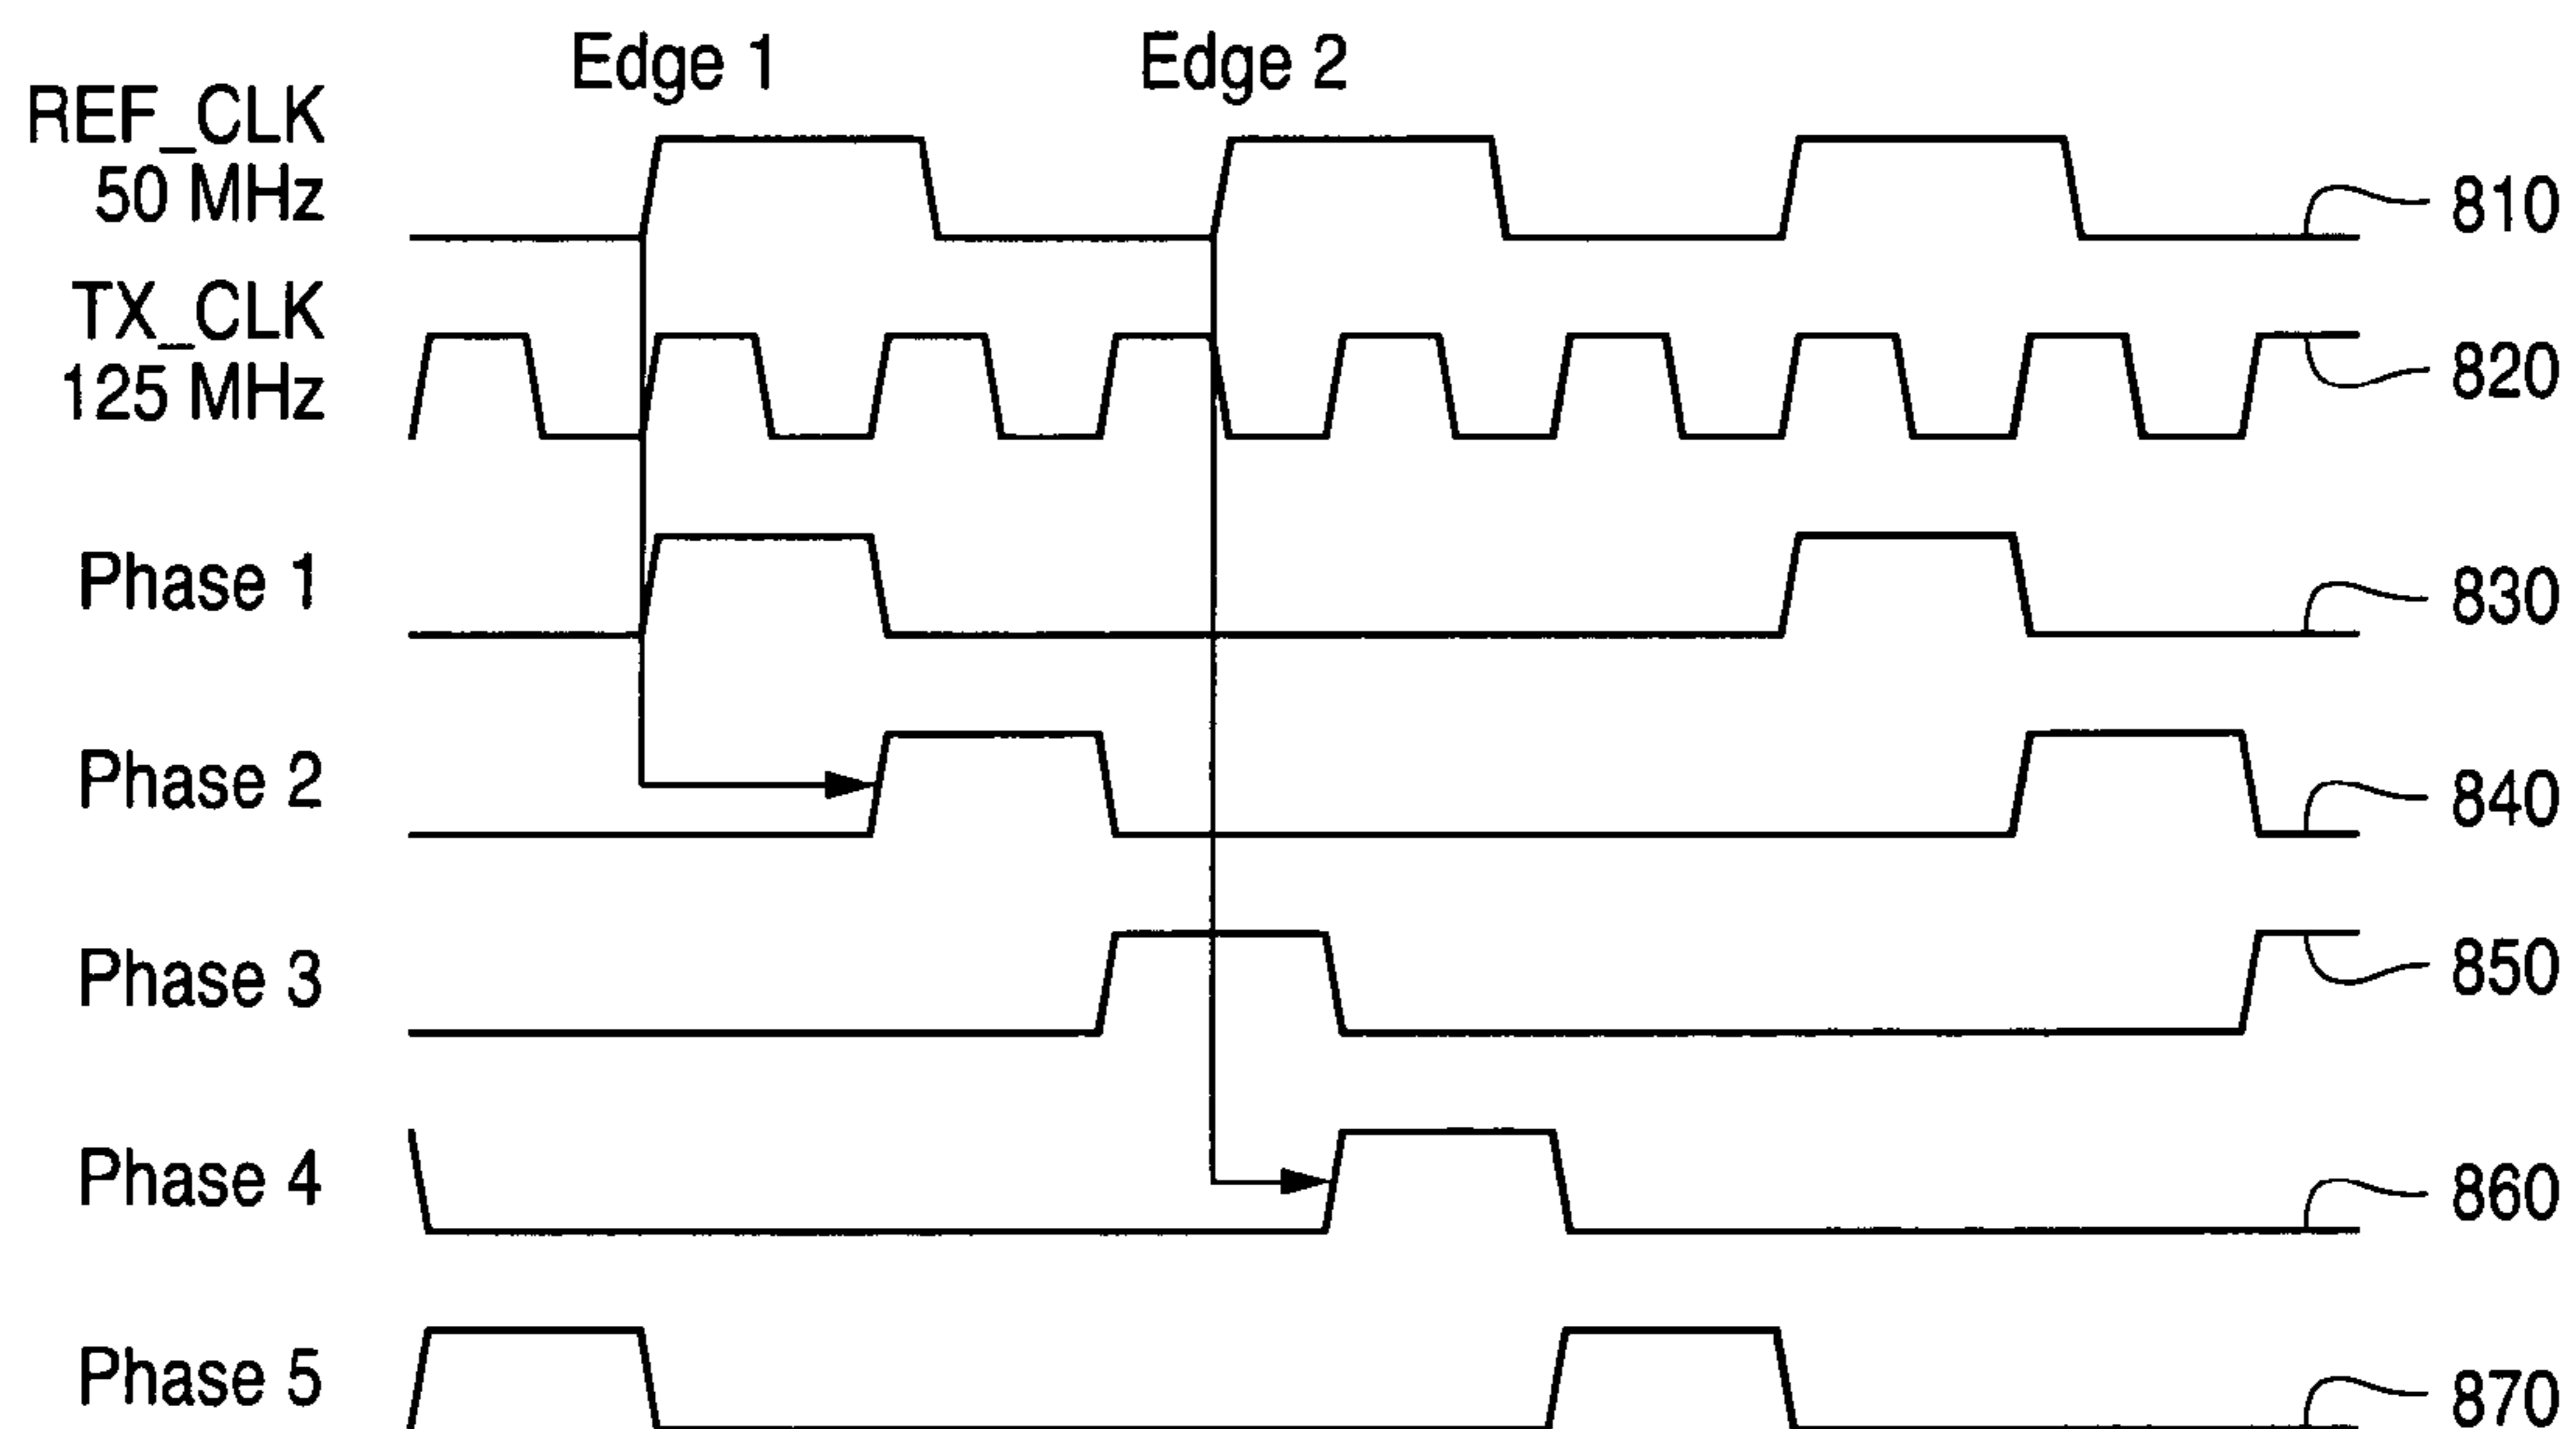 Edge 1 Edge 2
REF_CLK
50 MHz
810
TX_CLK
125 MHz
820
Phase 1
830
Phase 2
840
Phase 3
850
Phase 4
860
Phase 5
870